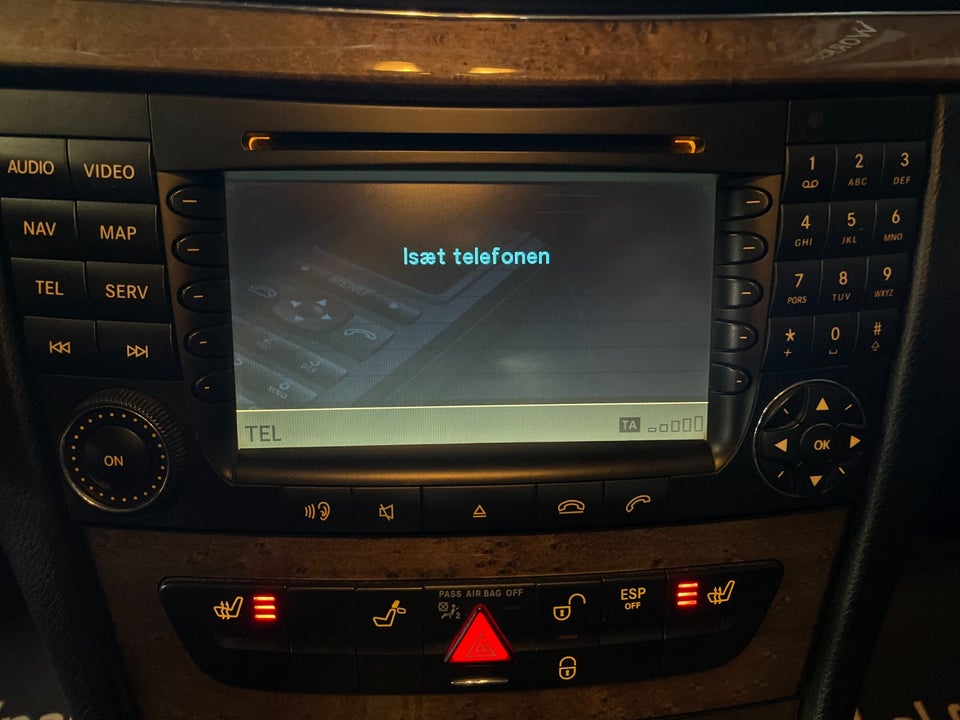 AUDIO
VIDEO
NAV
MAP
TEL
SERV
ON
Isæt telefonen
TEL
TA
1
2 ABC
3 DEF
4 GHI
5 JKL
6 MNO
7 PQRS
8 TUV
9 WXYZ
*
+
0
#
OK
PASS AIR BAG OFF
ESP
OFF